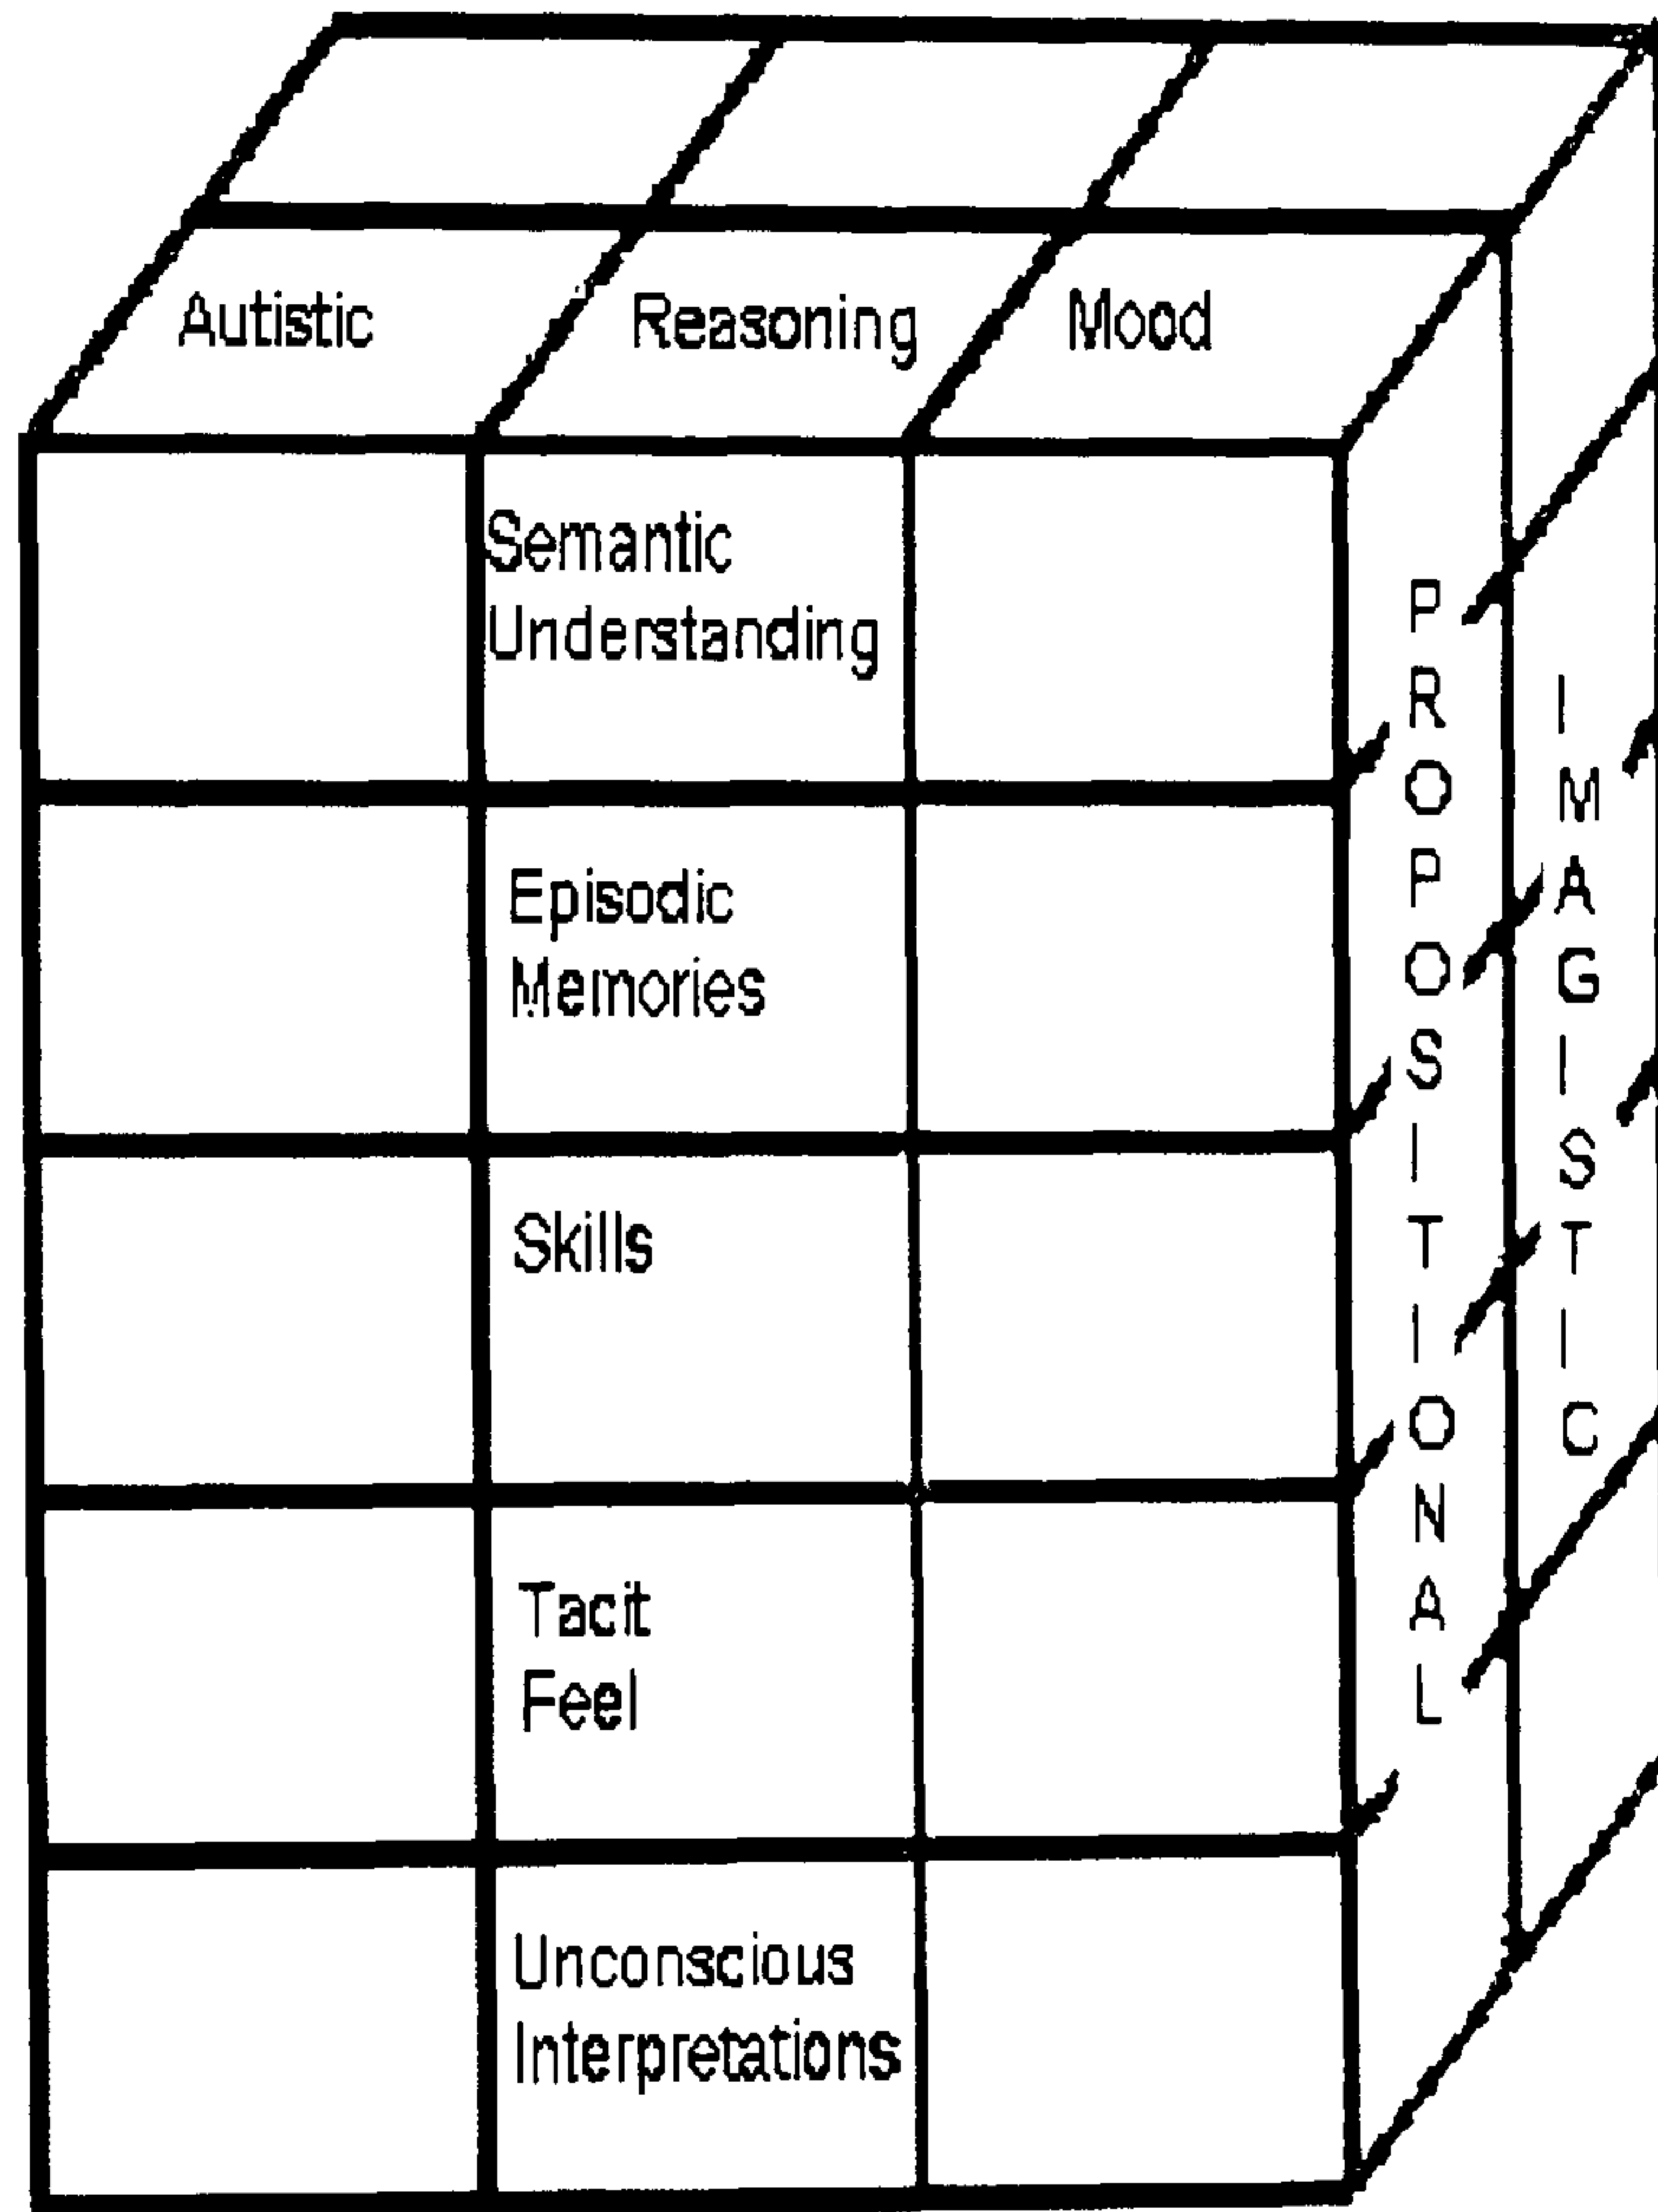 Autistic Reasoning Mood
Semantic
Understanding
Episodic
Memories
Skills
Tacit
Feel
Unconscious
Interpretations
PROPOSITIONAL
IMAGISTIC